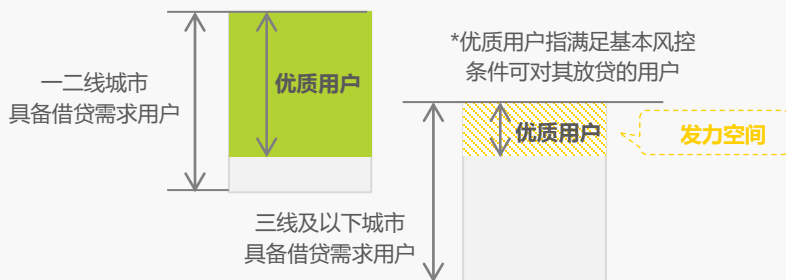 一二线城市
具备借贷需求用户
优质用户
*优质用户指满足基本风控
条件可对其放贷的用户
优质用户
发力空间
三线及以下城市
具备借贷需求用户